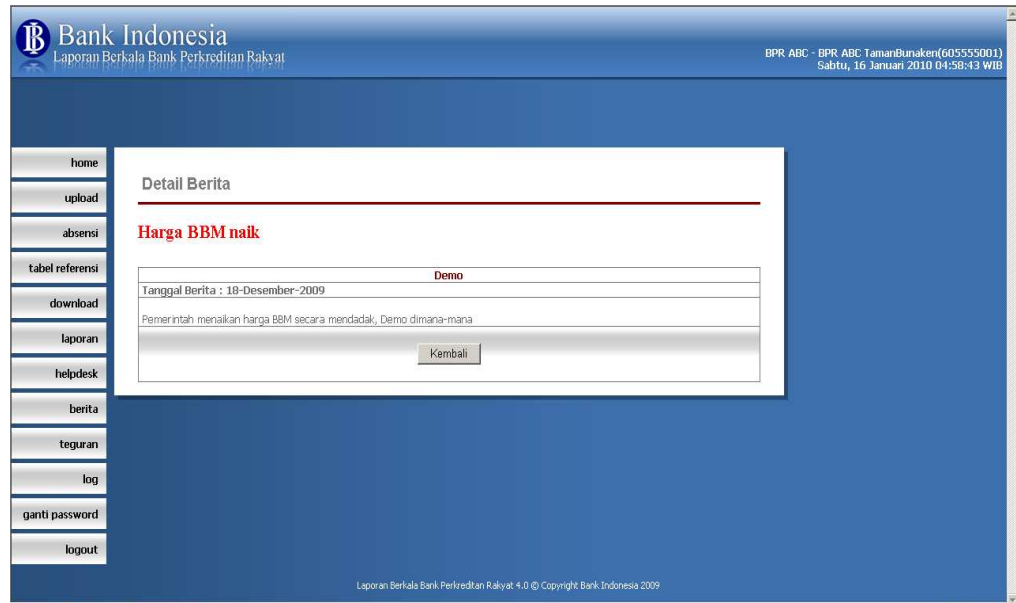 Bank Indonesia
Laporan Berkala Bank Perkreditan Rakyat
BPR ABC - BPR ABC TamanBunaken(605555001)
Sabtu, 16 Januari 2010 04:58:43 WIB
home
upload
absensi
tabel referensi
download
laporan
helpdesk
berita
teguran
log
ganti password
logout
Detail Berita
Harga BBM naik
Demo
Tanggal Berita : 18-Desember-2009
Pemerintah menaikan harga BBM secara mendadak, Demo dimana-mana
Kembali
Laporan Berkala Bank Perkreditan Rakyat 4.0 © Copyright Bank Indonesia 2009